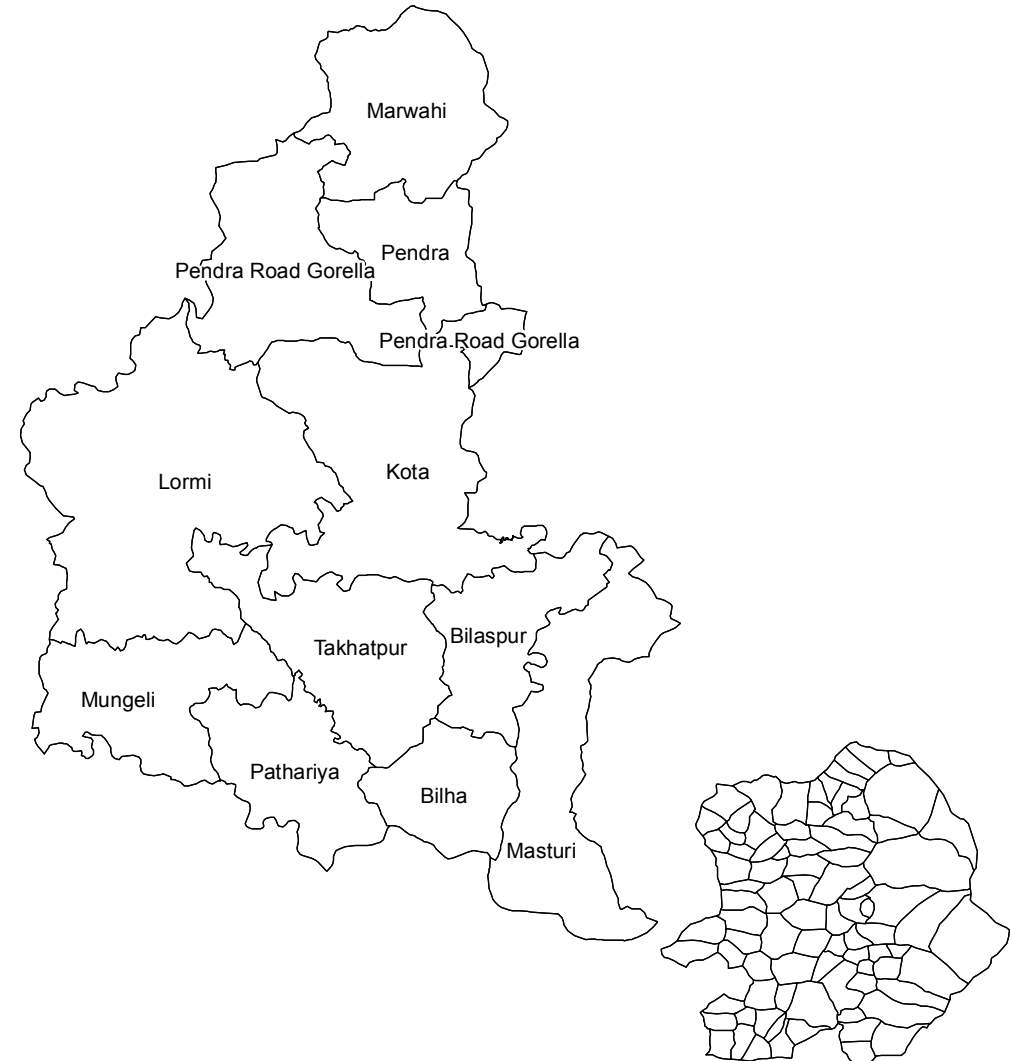 Marwahi
Pendra
Pendra Road Gorella
Pendra Road Gorella
Kota
Lormi
Bilaspur
Takhatpur
Mungeli
Pathariya
Bilha
Masturi